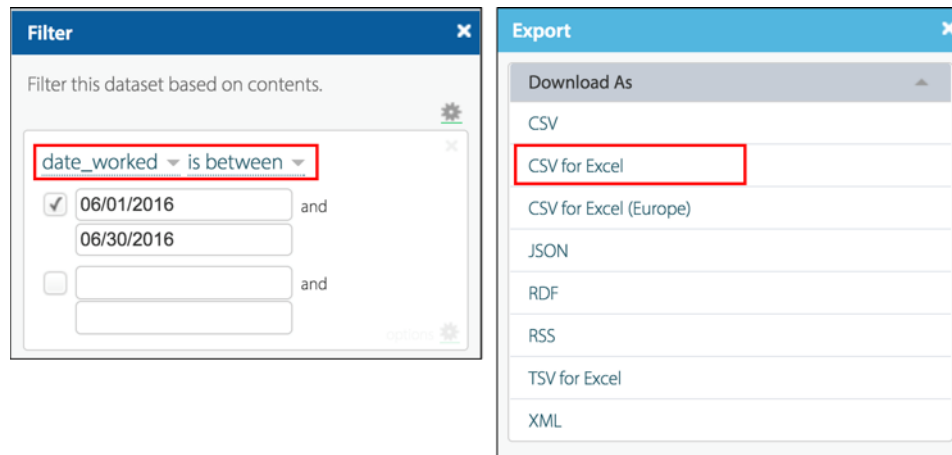 Filter
Filter this dataset based on contents.
date_worked is between
06/01/2016 and
06/30/2016
and
options
Export
Download As
CSV
CSV for Excel
CSV for Excel (Europe)
JSON
RDF
RSS
TSV for Excel
XML